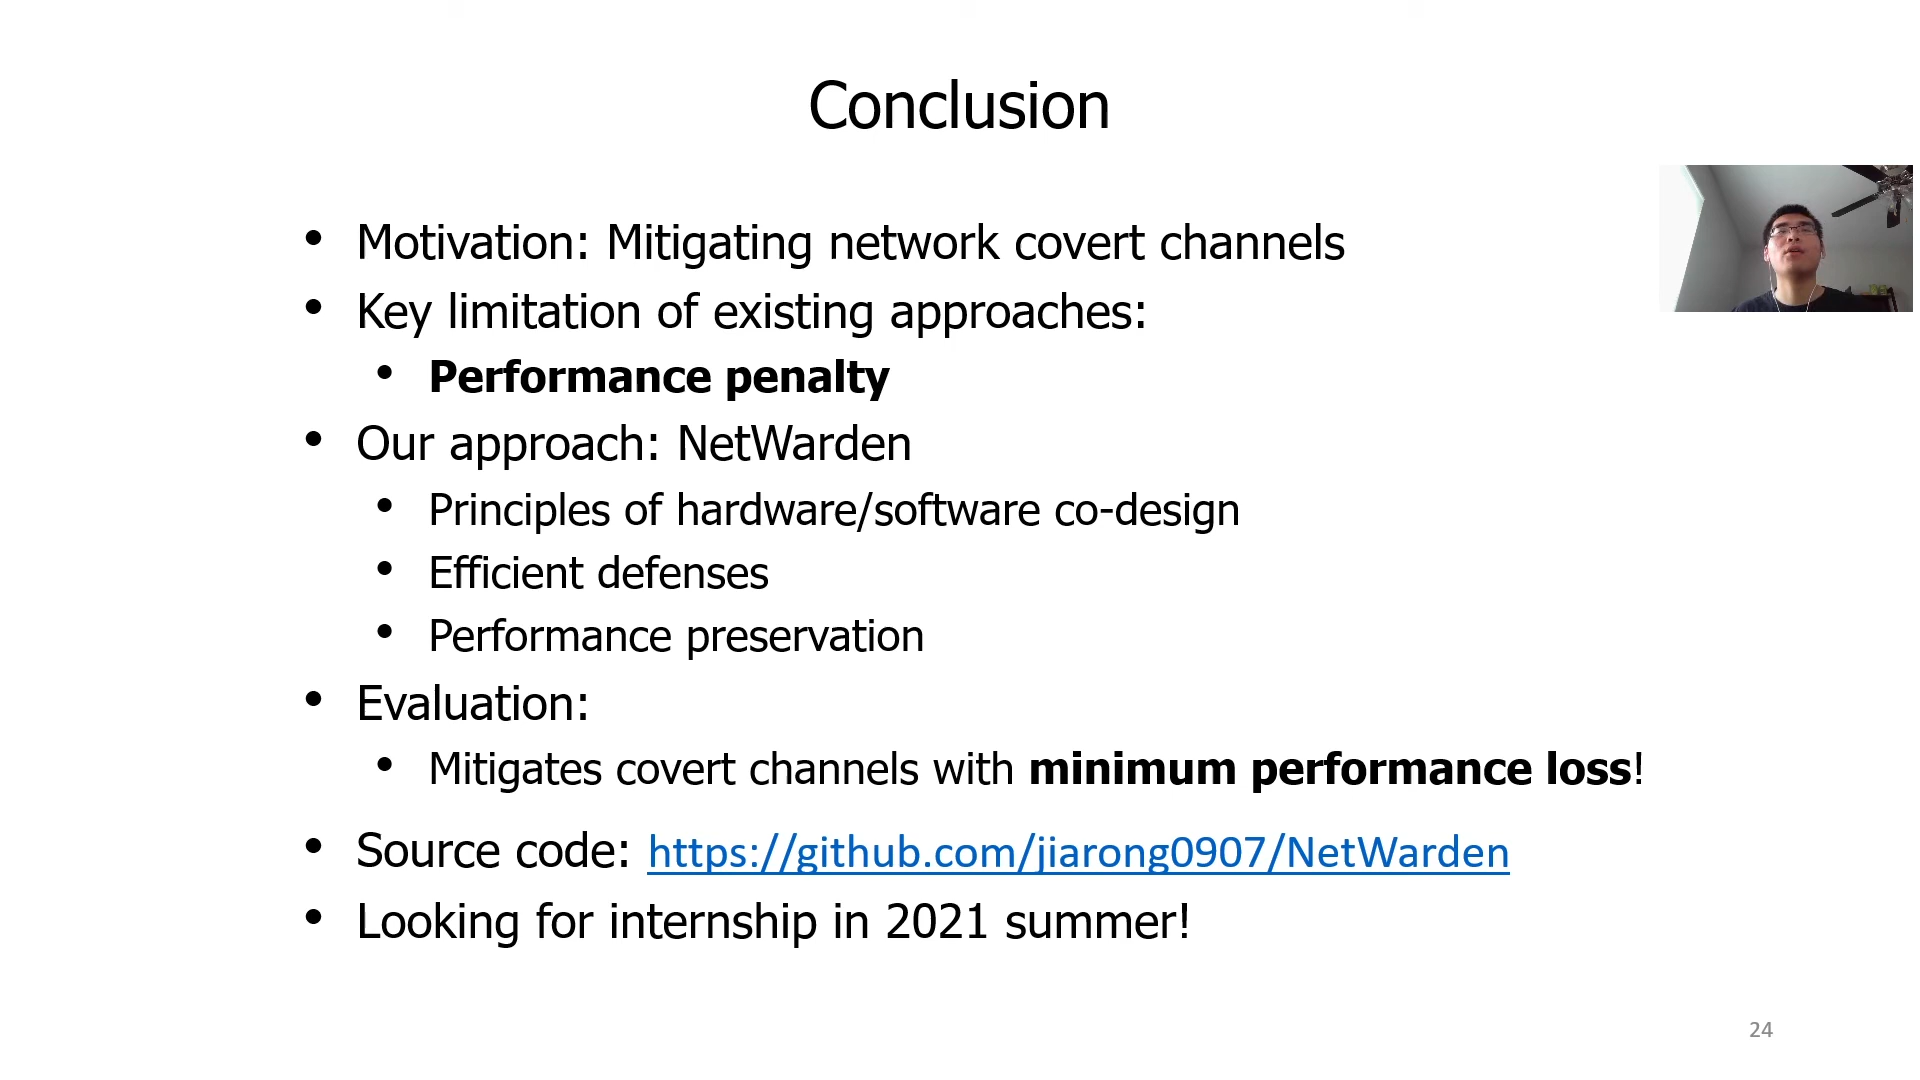 Conclusion
• Motivation: Mitigating network covert channels
• Key limitation of existing approaches:
• Performance penalty
• Our approach: NetWarden
• Principles of hardware/software co-design
• Efficient defenses
• Performance preservation
• Evaluation:
• Mitigates covert channels with minimum performance loss!
• Source code: https://github.com/jiarong0907/NetWarden
• Looking for internship in 2021 summer!
24